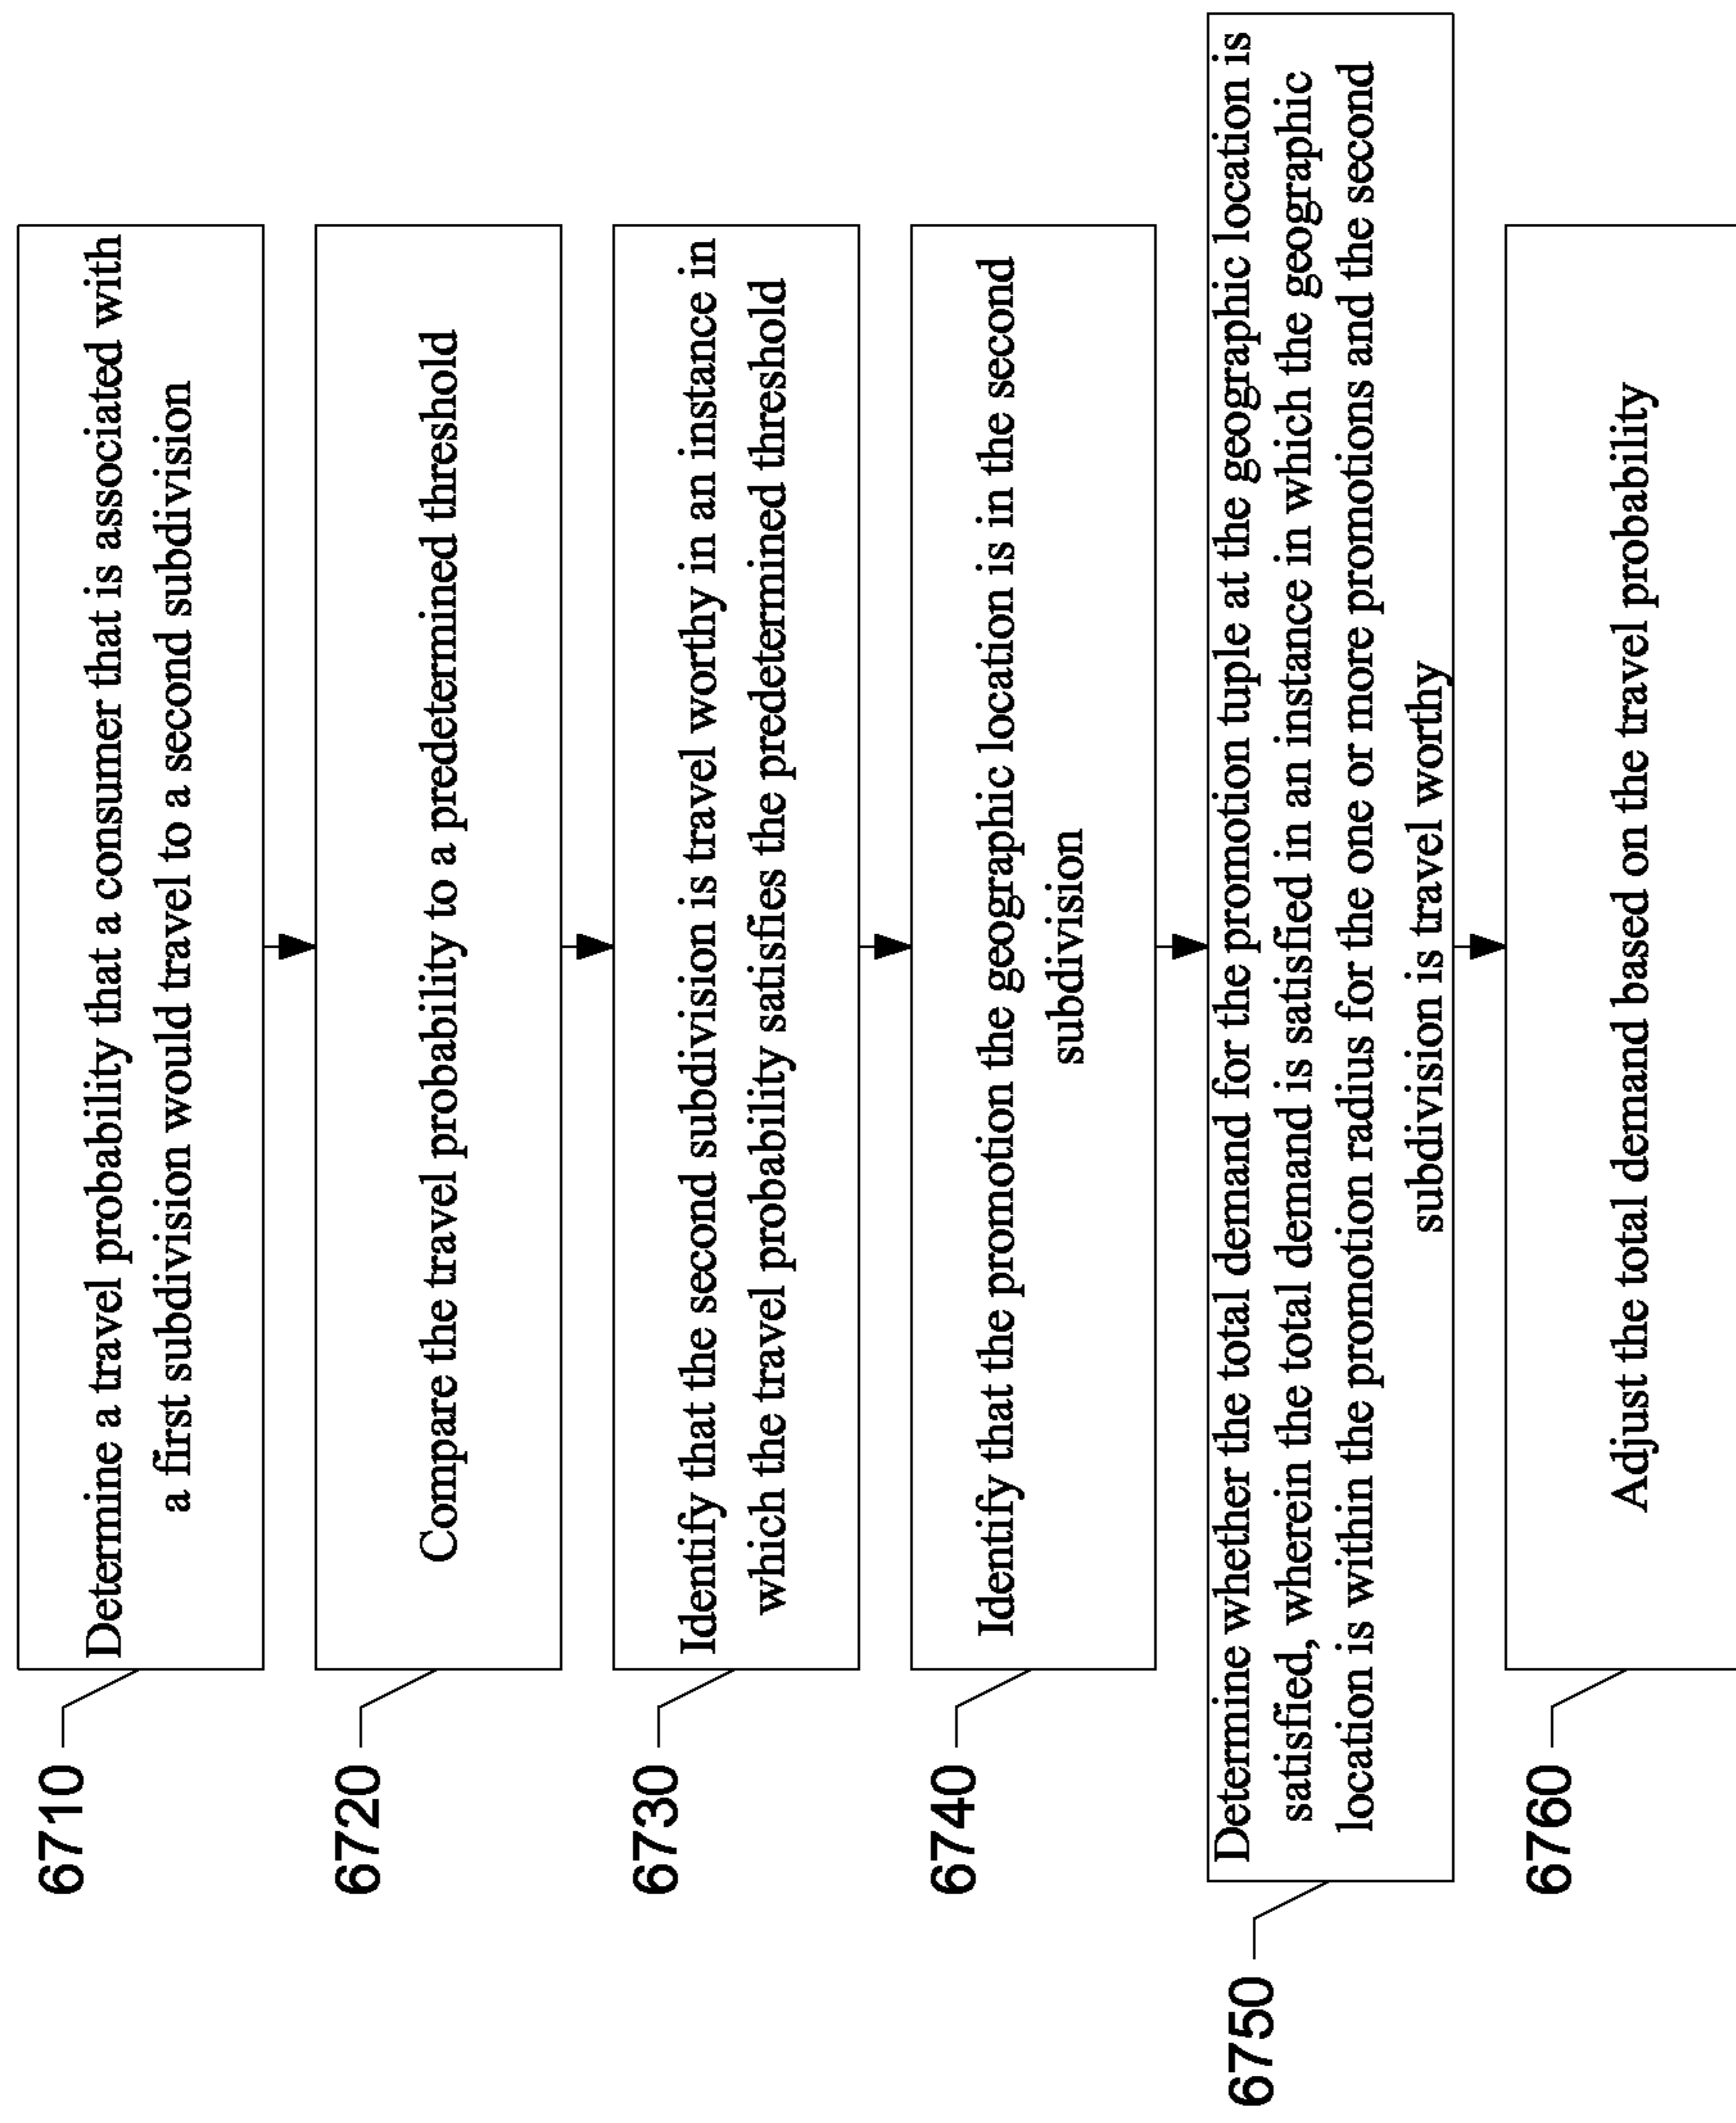 6710
Determine a travel probability that a consumer that is associated with
a first subdivision would travel to a second subdivision
6720
Compare the travel probability to a predetermined threshold
6730
Identify that the second subdivision is travel worthy in an instance in
which the travel probability satisfies the predetermined threshold
6740
Identify that the promotion the geographic location is in the second
subdivision
6750
Determine whether the total demand for the promotion tuple at the geographic location is
satisfied, wherein the total demand is satisfied in an instance in which the geographic
location is within the promotion radius for the one or more promotions and the second
subdivision is travel worthy
6760
Adjust the total demand based on the travel probability